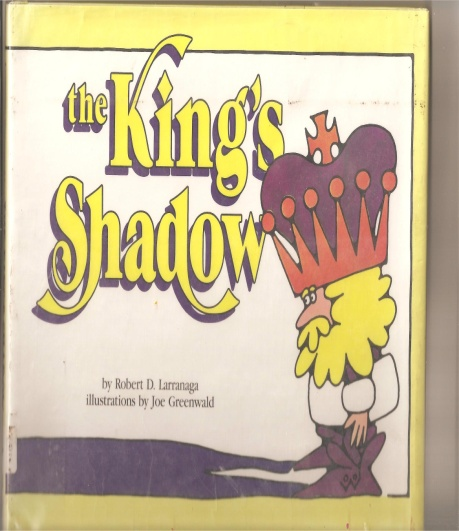 the King's
Shadow
by Robert D. Larranaga
illustrations by Joe Greenwald